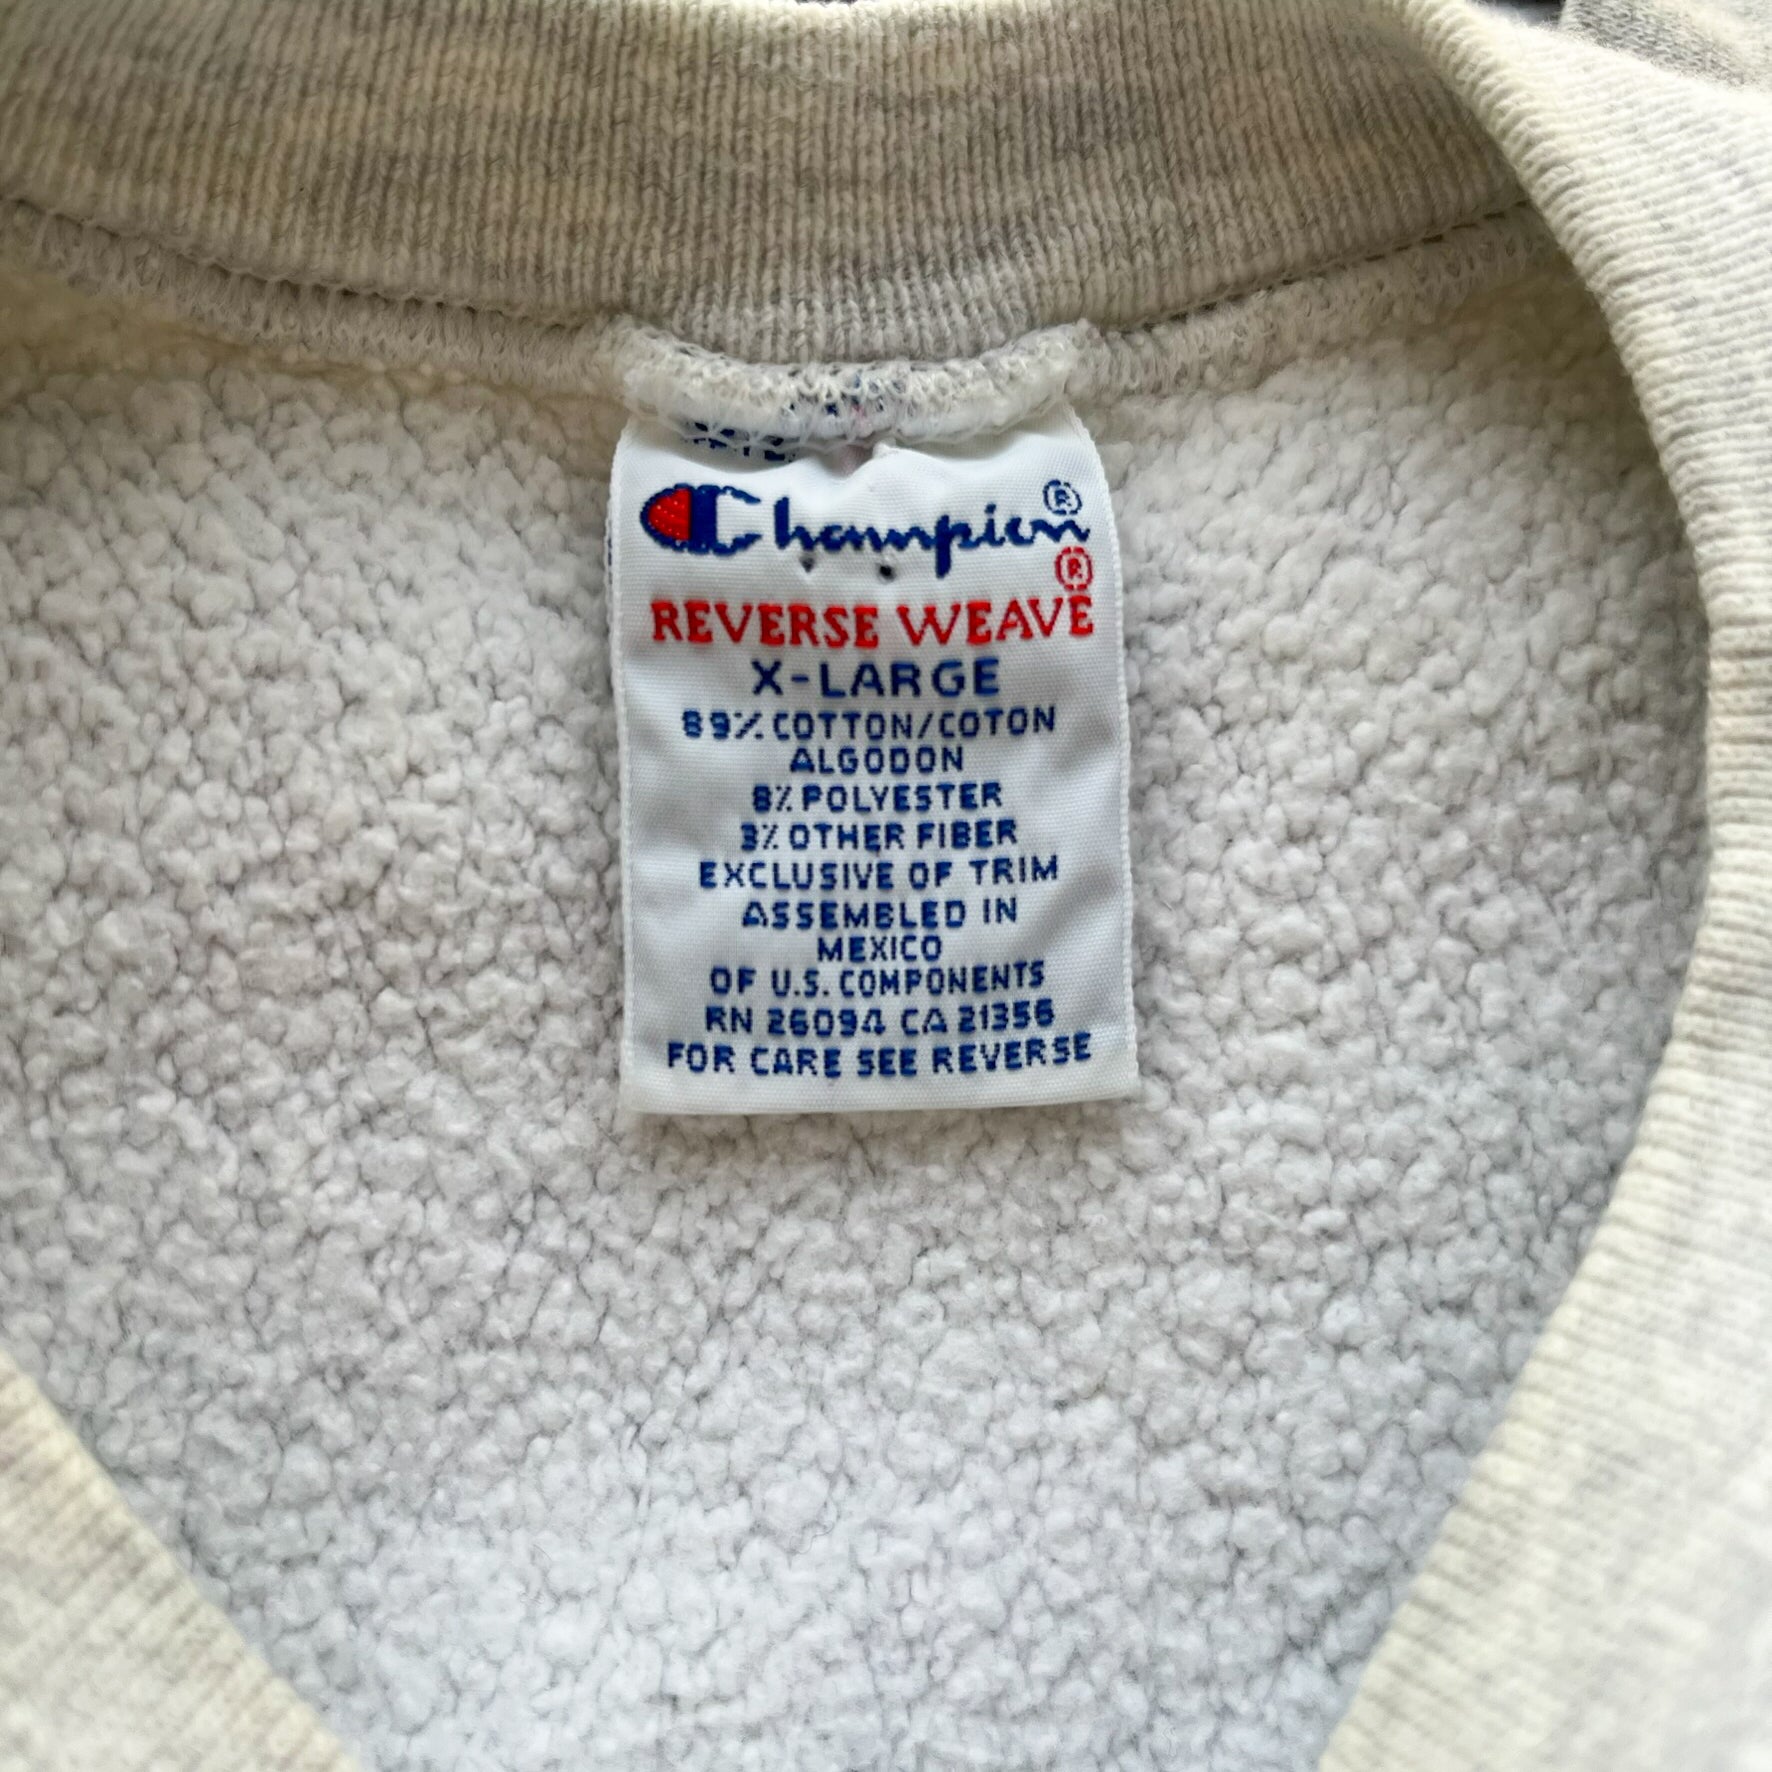 Champion®
REVERSE WEAVE®
X-LARGE
89% COTTON/COTON
ALGODON
8% POLYESTER
3% OTHER FIBER
EXCLUSIVE OF TRIM
ASSEMBLED IN
MEXICO
OF U.S. COMPONENTS
RN 26094 CA 21356
FOR CARE SEE REVERSE